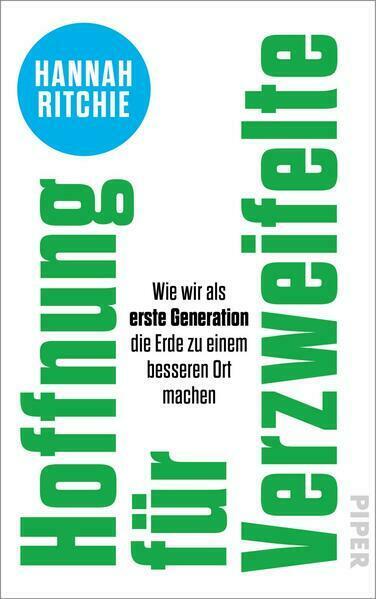 HANNAH
RITCHIE
Hoffnung
für
Verzweifelte
Wie wir als
erste Generation
die Erde zu einem
besseren Ort
machen
PIPER